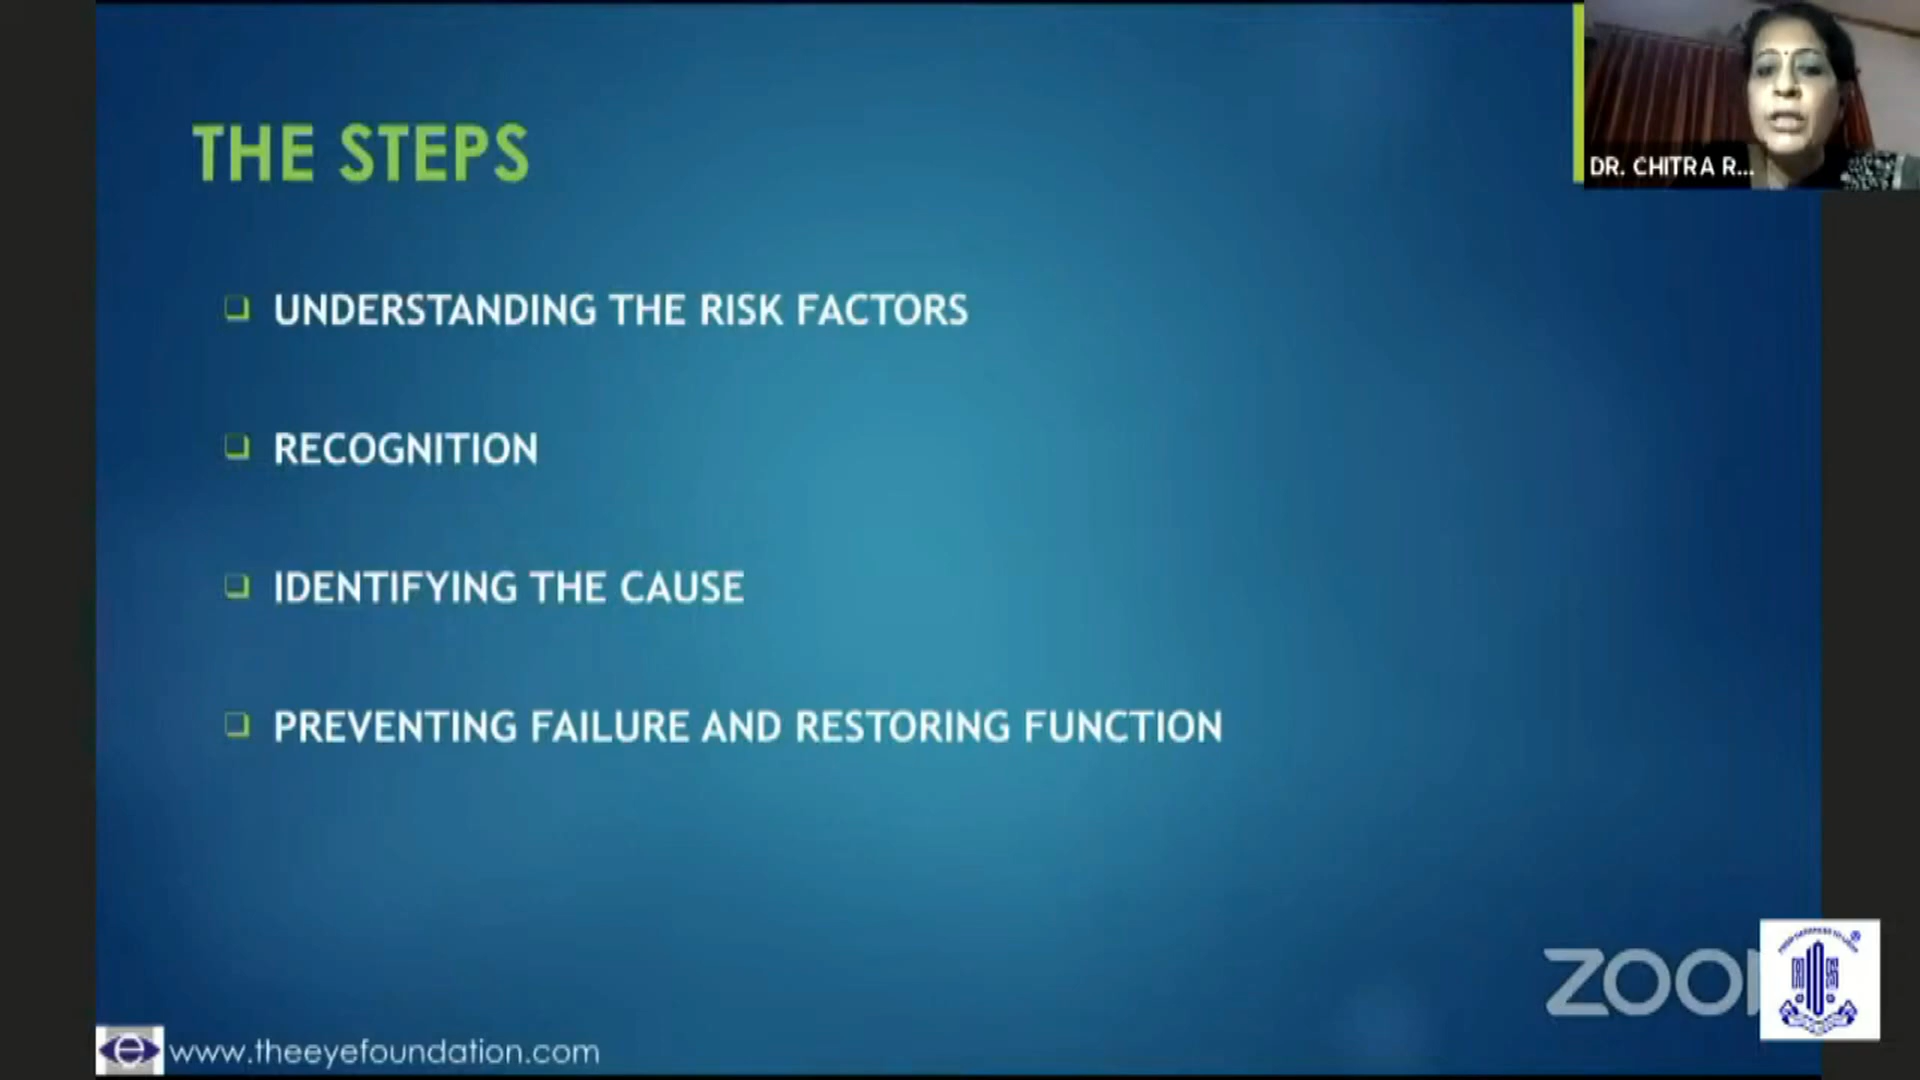 THE STEPS
DR. CHITRA R...
UNDERSTANDING THE RISK FACTORS
RECOGNITION
IDENTIFYING THE CAUSE
PREVENTING FAILURE AND RESTORING FUNCTION
ZOO
www.theeyefoundation.com